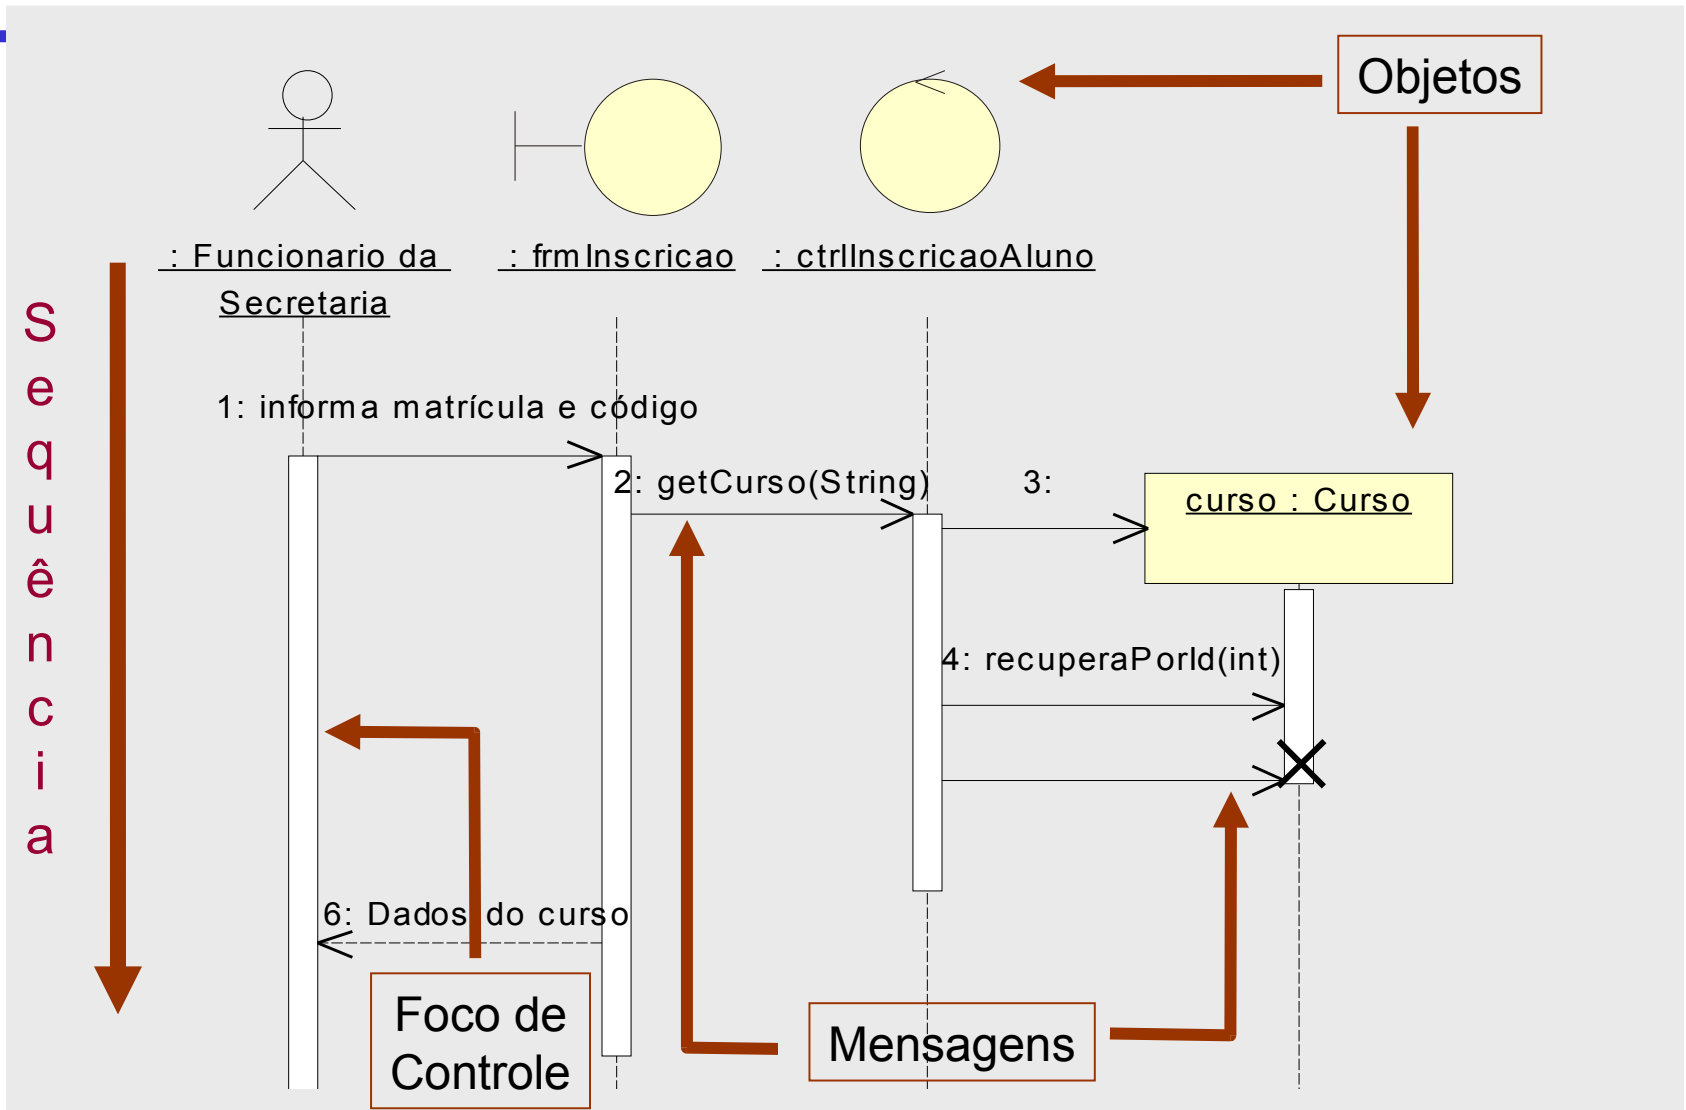 Objetos
: Funcionario da
Secretaria
: frmInscricao
: ctrlInscricaoAluno
Sequência
1: informa matrícula e código
2: getCurso(String)
3:
curso : Curso
4: recuperaPorId(int)
6: Dados do curso
Foco de
Controle
Mensagens